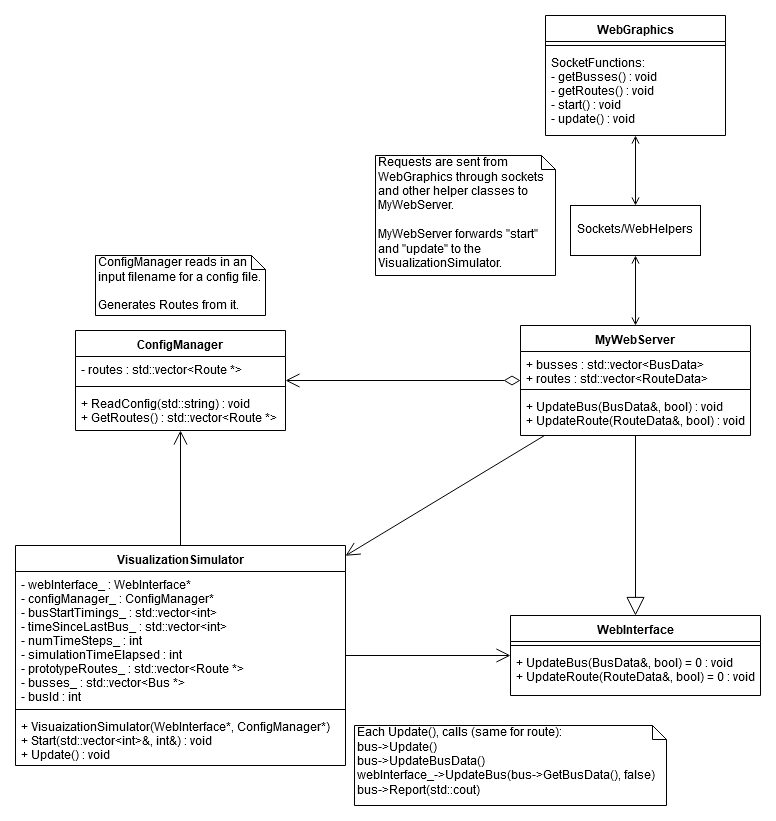 WebGraphics
SocketFunctions:
- getBusses() : void
- getRoutes() : void
- start() : void
- update() : void
Requests are sent from
WebGraphics through sockets
and other helper classes to
MyWebServer.
MyWebServer forwards "start"
and "update" to the
VisualizationSimulator.
Sockets/WebHelpers
ConfigManager reads in an
input filename for a config file.
Generates Routes from it.
ConfigManager
- routes : std::vector<Route *>
+ ReadConfig(std::string) : void
+ GetRoutes() : std::vector<Route *>
MyWebServer
+ busses : std::vector<BusData>
+ routes : std::vector<RouteData>
+ UpdateBus(BusData&, bool) : void
+ UpdateRoute(RouteData&, bool) : void
VisualizationSimulator
- webInterface_ : WebInterface*
- configManager_ : ConfigManager*
- busStartTimings_ : std::vector<int>
- timeSinceLastBus_ : std::vector<int>
- numTimeSteps_ : int
- simulationTimeElapsed : int
- prototypeRoutes_ : std::vector<Route *>
- busses_ : std::vector<Bus *>
- busId : int
+ VisuaizationSimulator(WebInterface*, ConfigManager*)
+ Start(std::vector<int>&, int&) : void
+ Update() : void
WebInterface
+ UpdateBus(BusData&, bool) = 0 : void
+ UpdateRoute(RouteData&, bool) = 0 : void
Each Update(), calls (same for route):
bus->Update()
bus->UpdateBusData()
webInterface_->UpdateBus(bus->GetBusData(), false)
bus->Report(std::cout)